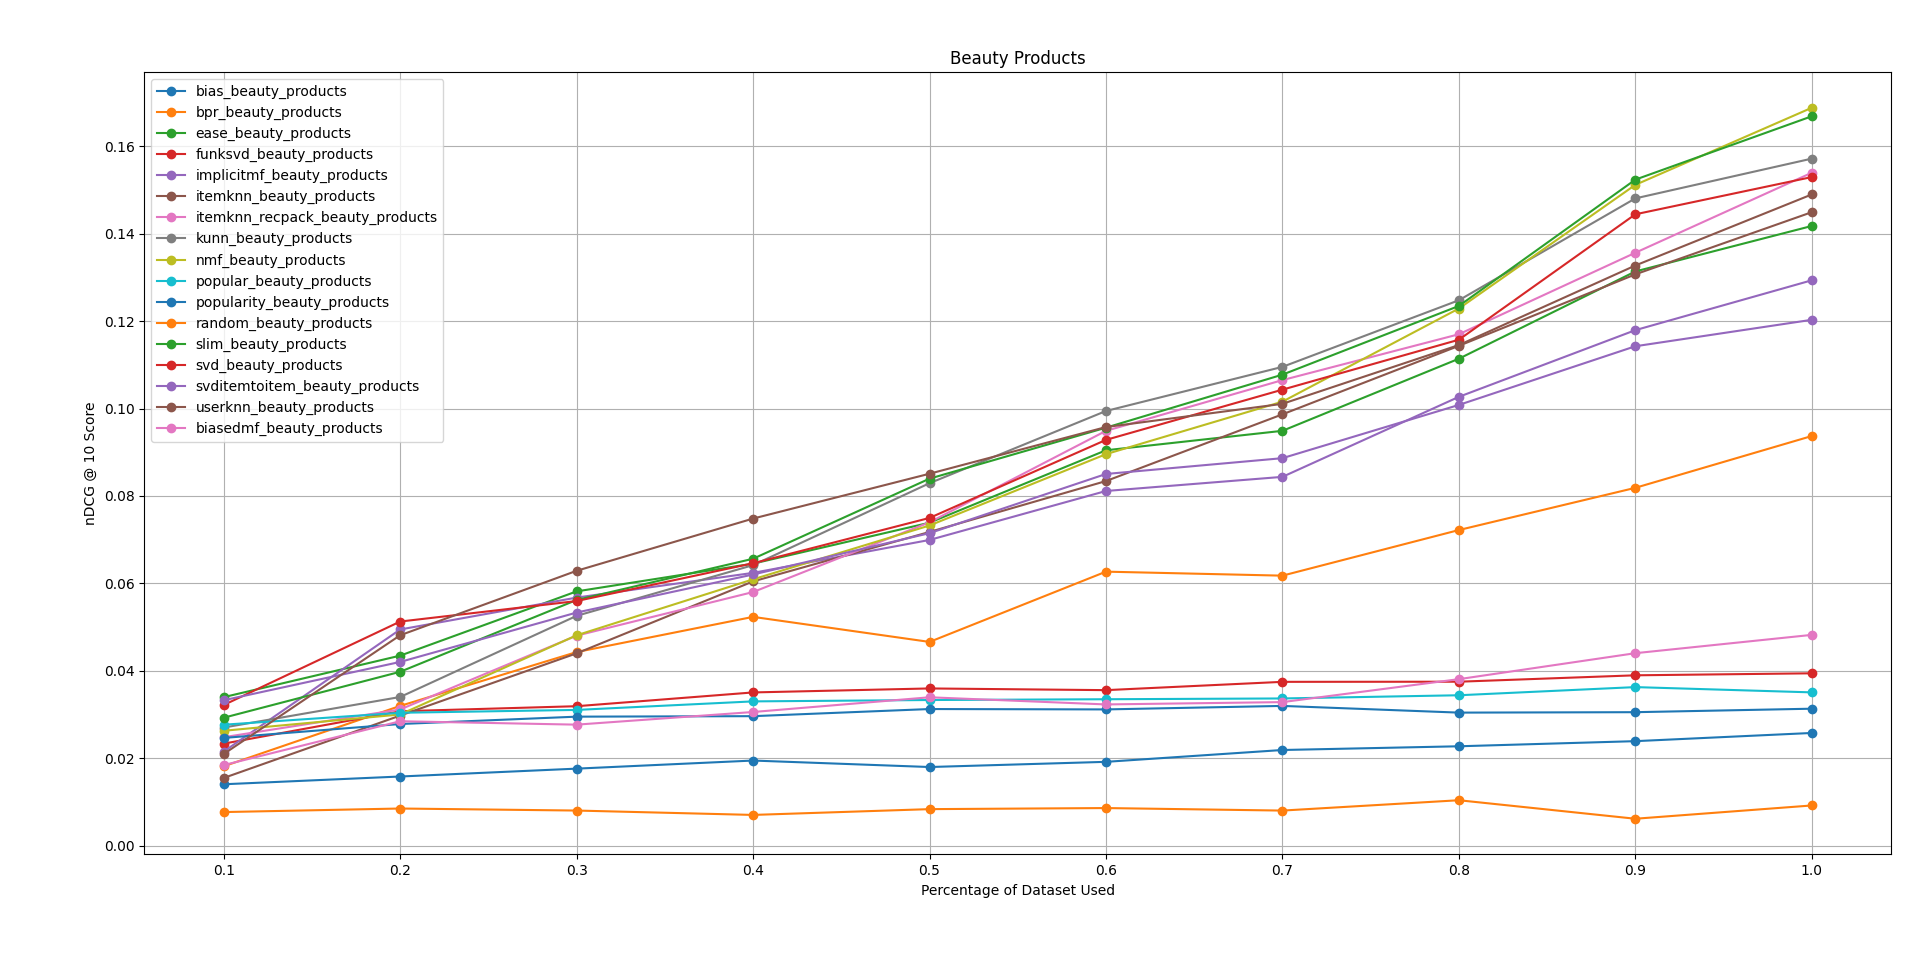 Beauty Products
bias_beauty_products
bpr_beauty_products
ease_beauty_products
funksvd_beauty_products
implicitmf_beauty_products
itemknn_beauty_products
itemknn_recpack_beauty_products
kunn_beauty_products
nmf_beauty_products
popular_beauty_products
popularity_beauty_products
random_beauty_products
slim_beauty_products
svd_beauty_products
svditemtoitem_beauty_products
userknn_beauty_products
biasedmf_beauty_products
nDCG @ 10 Score
0.16
0.14
0.12
0.10
0.08
0.06
0.04
0.02
0.00
0.1 0.2 0.3 0.4 0.5 0.6 0.7 0.8 0.9 1.0
Percentage of Dataset Used